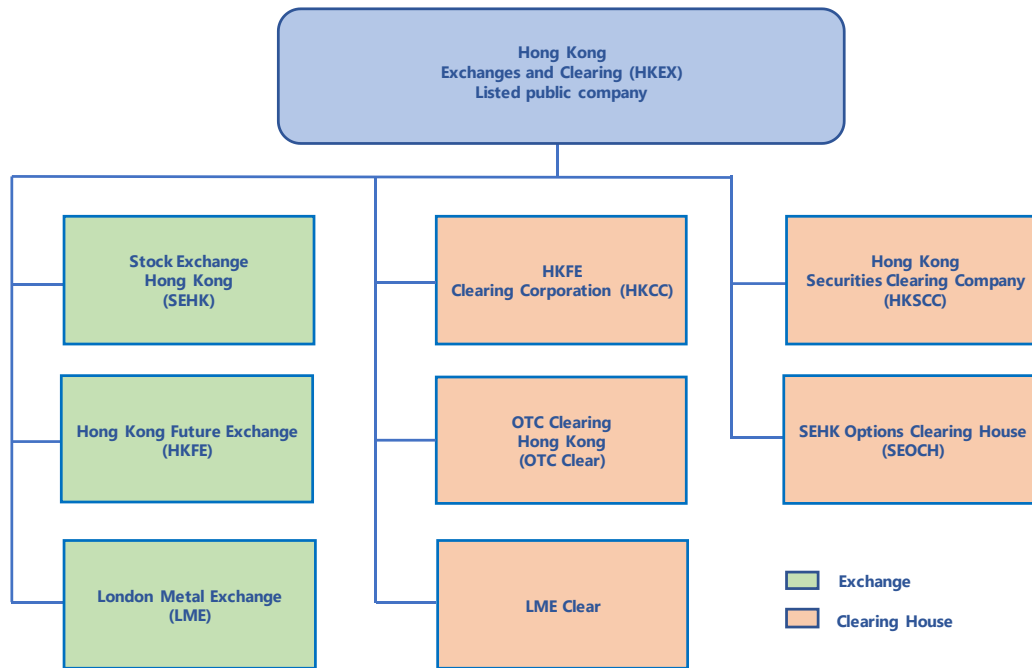 Hong Kong
Exchanges and Clearing (HKEX)
Listed public company
Stock Exchange
Hong Kong
(SEHK)
HKFE
Clearing Corporation (HKCC)
Hong Kong
Securities Clearing Company
(HKSCC)
Hong Kong Future Exchange
(HKFE)
OTC Clearing
Hong Kong
(OTC Clear)
SEHK Options Clearing House
(SEOCH)
London Metal Exchange
(LME)
LME Clear
Exchange
Clearing House